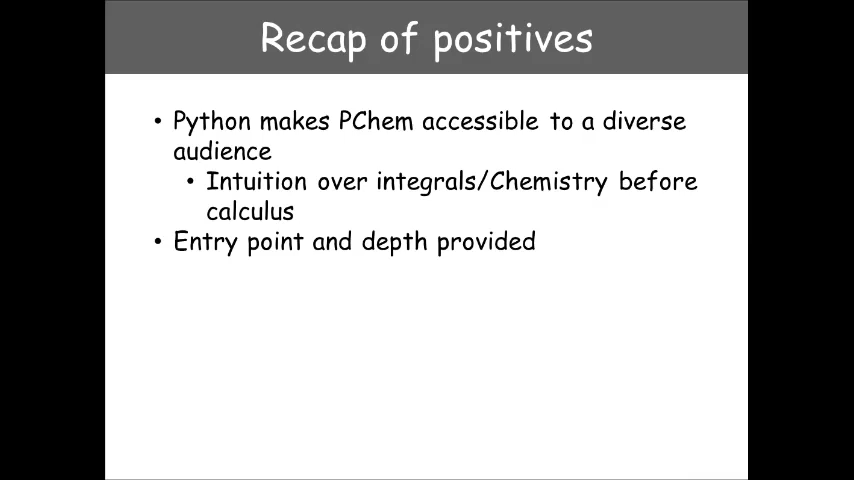 Recap of positives
• Python makes PChem accessible to a diverse
audience
• Intuition over integrals/Chemistry before
calculus
• Entry point and depth provided